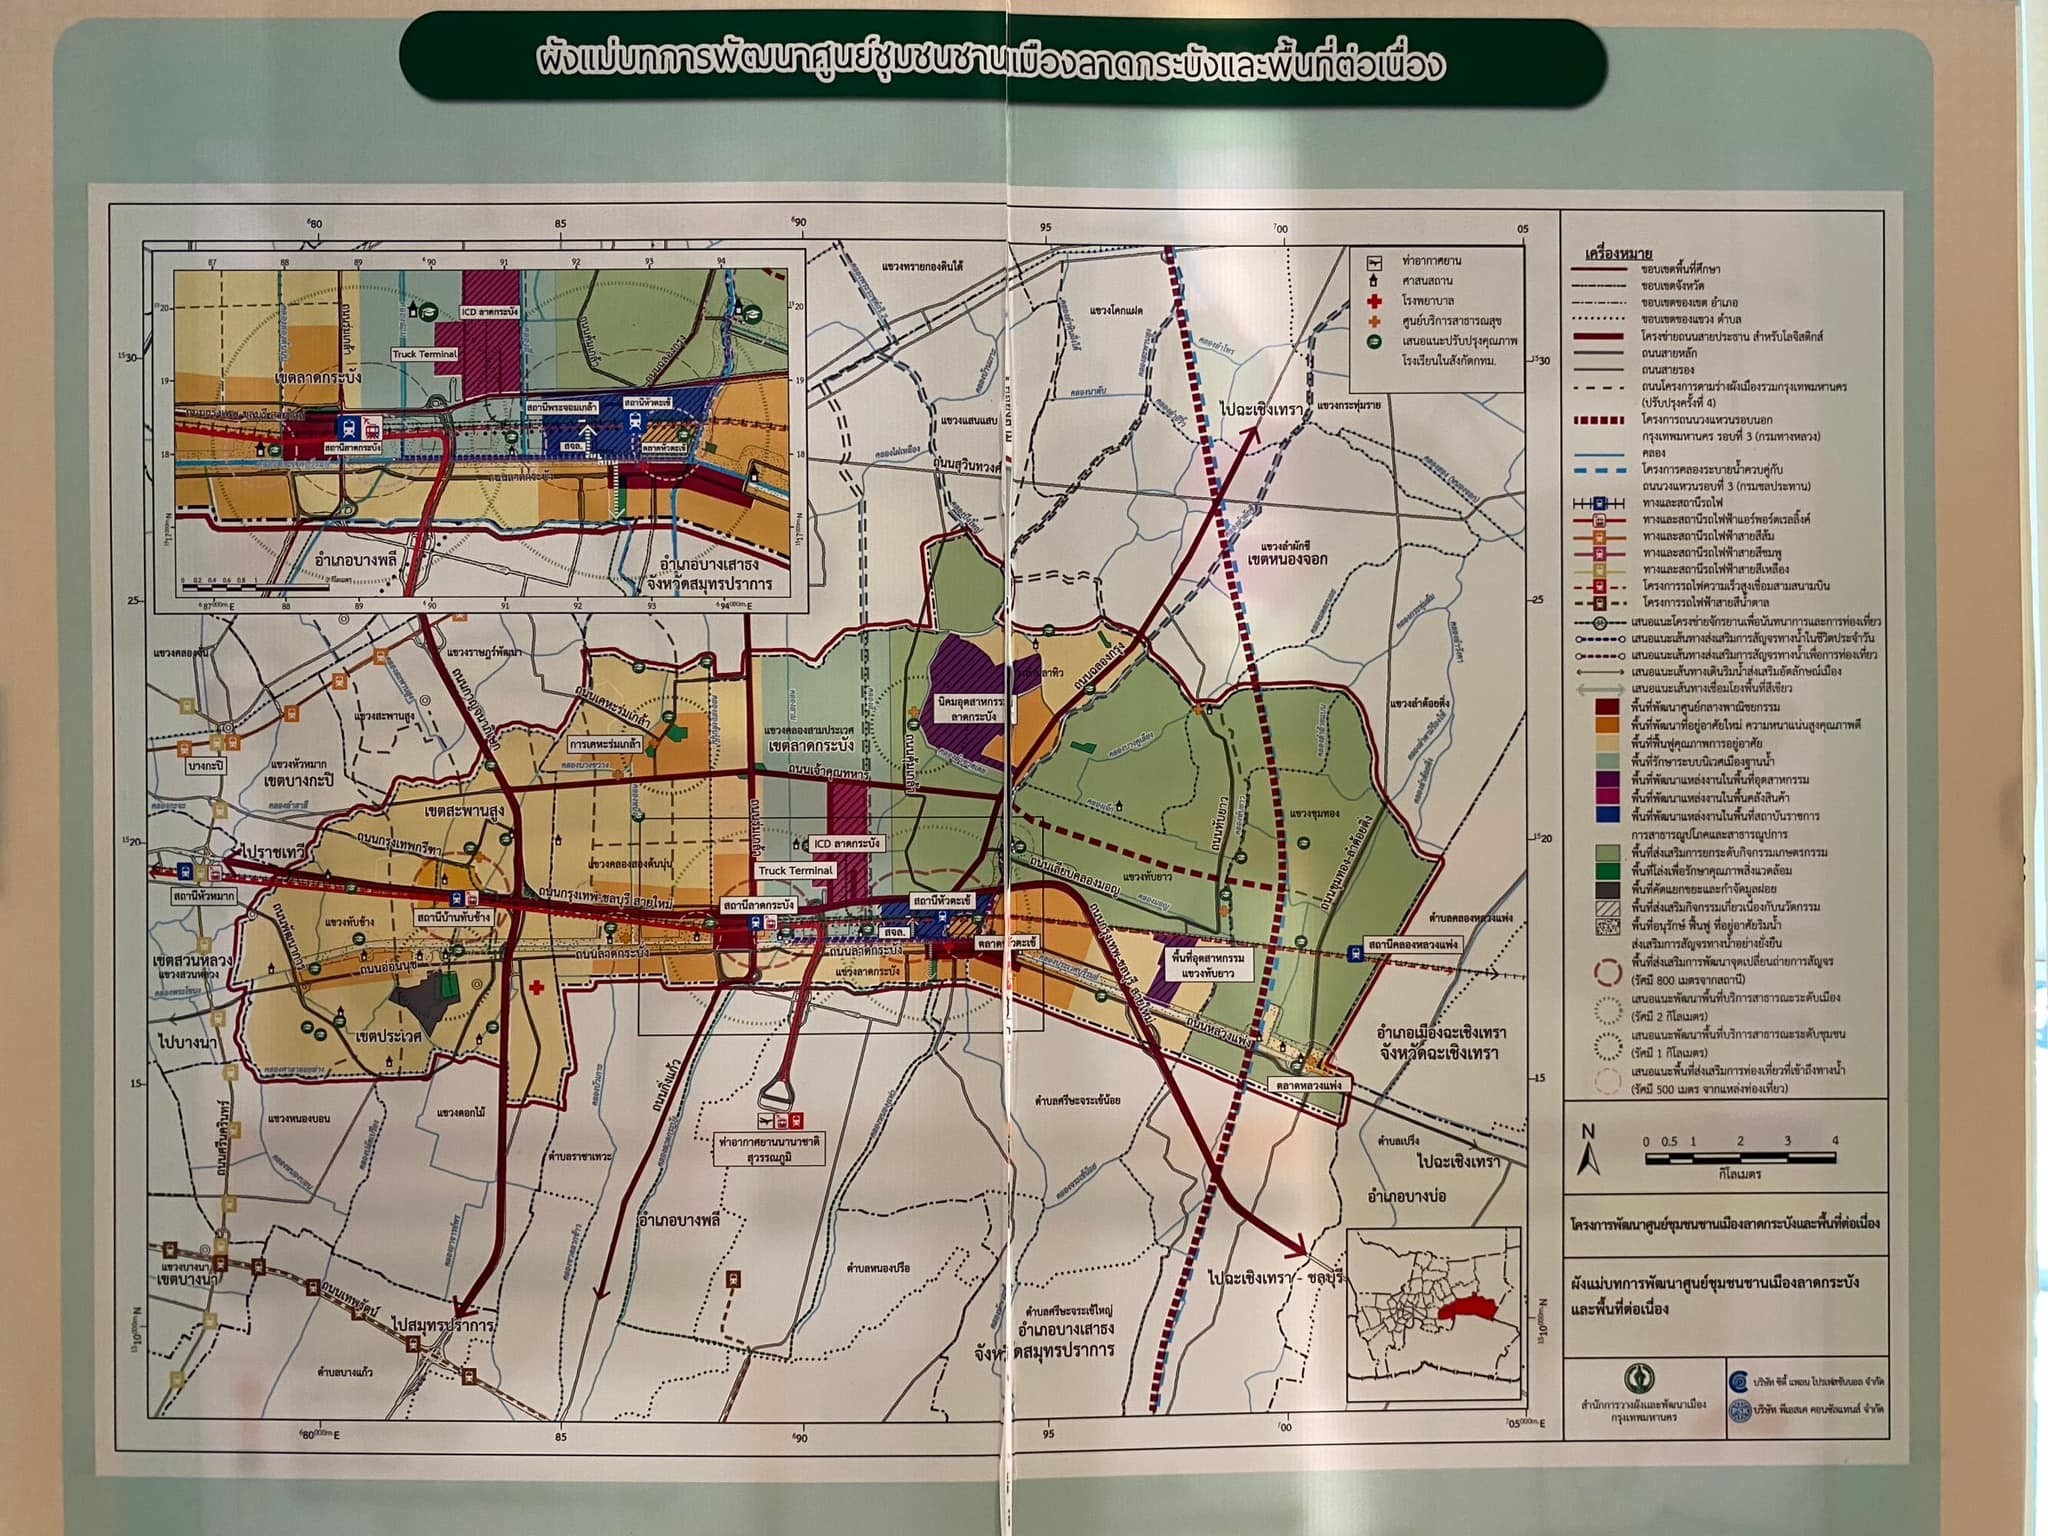 ผังแม่บทการพัฒนาศูนย์ชุมชนชานเมืองลาดกระบังและพื้นที่ต่อเนื่อง
เครื่องหมาย
ขอบเขตพื้นที่ศึกษา
ขอบเขตจังหวัด
ขอบเขตของเขต อำเภอ
ขอบเขตของแขวง ตำบล
โครงข่ายถนนสายประธาน สำหรับโลจิสติกส์
ถนนสายหลัก
ถนนสายรอง
ถนนโครงการตามร่างผังเมืองรวมกรุงเทพมหานคร
(ปรับปรุงครั้งที่ 4)
โครงการถนนวงแหวนรอบนอก
กรุงเทพมหานคร รอบที่ 3 (กรมทางหลวง)
คลอง
โครงการคลองระบายน้ำควบคู่กับ
ถนนวงแหวนรอบที่ 3 (กรมชลประทาน)
ทางและสถานีรถไฟ
ทางและสถานีรถไฟฟ้าแอร์พอร์ตเรลลิ้งค์
ทางและสถานีรถไฟฟ้าสายสีส้ม
ทางและสถานีรถไฟฟ้าสายสีชมพู
ทางและสถานีรถไฟฟ้าสายสีเหลือง
โครงการรถไฟความเร็วสูงเชื่อมสามสนามบิน
โครงการรถไฟฟ้าสายสีน้ำตาล
เสนอแนะโครงข่ายจักรยานเพื่อนันทนาการและการท่องเที่ยว
เสนอแนะเส้นทางส่งเสริมการสัญจรทางน้ำในชีวิตประจำวัน
เสนอแนะเส้นทางส่งเสริมการสัญจรทางน้ำเพื่อการท่องเที่ยว
เสนอแนะเส้นทางเดินริมน้ำส่งเสริมอัตลักษณ์เมือง
เสนอแนะเส้นทางเชื่อมโยงพื้นที่สีเขียว
พื้นที่พัฒนาศูนย์กลางพาณิชยกรรม
พื้นที่พัฒนาที่อยู่อาศัยใหม่ ความหนาแน่นสูงคุณภาพดี
พื้นที่ฟื้นฟูคุณภาพการอยู่อาศัย
พื้นที่รักษาระบบนิเวศเมืองฐานน้ำ
พื้นที่พัฒนาแหล่งงานในพื้นที่อุตสาหกรรม
พื้นที่พัฒนาแหล่งงานในพื้นคลังสินค้า
พื้นที่พัฒนาแหล่งงานในพื้นที่สถาบันราชการ
การสาธารณูปโภคและสาธารณูปการ
พื้นที่ส่งเสริมการยกระดับกิจกรรมเกษตรกรรม
พื้นที่โล่งเพื่อรักษาคุณภาพสิ่งแวดล้อม
พื้นที่คัดแยกขยะและกำจัดมูลฝอย
พื้นที่ส่งเสริมกิจกรรมเกี่ยวเนื่องกับนวัตกรรม
พื้นที่อนุรักษ์ ฟื้นฟู ที่อยู่อาศัยริมน้ำ
ส่งเสริมการสัญจรทางน้ำอย่างยั่งยืน
พื้นที่ส่งเสริมการพัฒนาจุดเปลี่ยนถ่ายการสัญจร
(รัศมี 800 เมตรจากสถานี)
เสนอแนะพัฒนาพื้นที่บริการสาธารณะระดับเมือง
(รัศมี 2 กิโลเมตร)
เสนอแนะพัฒนาพื้นที่บริการสาธารณะระดับชุมชน
(รัศมี 1 กิโลเมตร)
เสนอแนะพื้นที่ส่งเสริมการท่องเที่ยวที่เข้าถึงทางน้ำ
(รัศมี 500 เมตร จากแหล่งท่องเที่ยว)
N
0 0.5 1 2 3 4
กิโลเมตร
โครงการพัฒนาศูนย์ชุมชนชานเมืองลาดกระบังและพื้นที่ต่อเนื่อง
ผังแม่บทการพัฒนาศูนย์ชุมชนชานเมืองลาดกระบัง
และพื้นที่ต่อเนื่อง
สำนักการวางผังและพัฒนาเมือง
กรุงเทพมหานคร
บริษัท ซิตี้ แพลน โปรเฟสชันนอล จำกัด
บริษัท พีเอสเค คอนซัลแทนส์ จำกัด
ท่าอากาศยาน
ศาสนสถาน
โรงพยาบาล
ศูนย์บริการสาธารณสุข
เสนอแนะปรับปรุงคุณภาพ
โรงเรียนในสังกัดกทม.
ICD ลาดกระบัง
Truck Terminal
เขตลาดกระบัง
สถานีพระจอมเกล้า
สถานีหัวตะเข้
สถานีลาดกระบัง
สจล.
ตลาดหัวตะเข้
ถนนลาดกระบัง
อำเภอบางพลี
อำเภอบางเสาธง
จังหวัดสมุทรปราการ
แขวงทรายกองดินใต้
แขวงโคกแฝด
แขวงแสนแสบ
ไปฉะเชิงเทรา
แขวงกระทุ่มราย
ถนนสุวินทวงศ์
แขวงลำผักชี
เขตหนองจอก
แขวงราษฎร์พัฒนา
แขวงสะพานสูง
ถนนกาญจนาภิเษก
ถนนเคหะร่มเกล้า
การเคหะร่มเกล้า
แขวงคลองสามประเวศ
เขตลาดกระบัง
นิคมอุตสาหกรรม
ลาดกระบัง
ถนนฉลองกรุง
แขวงลำต้อยติ่ง
บางกะปิ
แขวงหัวหมาก
เขตบางกะปิ
เขตสะพานสูง
ถนนเจ้าคุณทหาร
ถนนร่มเกล้า
ถนนกรุงเทพกรีฑา
ไปราชเทวี
สถานีหัวหมาก
แขวงคลองสองต้นนุ่น
ICD ลาดกระบัง
Truck Terminal
แขวงทับยาว
แขวงขุมทอง
ถนนทับยาว
ถนนขุมทอง-ลำต้อยติ่ง
ถนนเลียบคลองมอญ
ถนนกรุงเทพ-ชลบุรี สายใหม่
สถานีบ้านทับช้าง
สถานีลาดกระบัง
สถานีหัวตะเข้
สจล.
ตลาดหัวตะเข้
แขวงทับช้าง
ถนนพัฒนาการ
ถนนอ่อนนุช
ถนนลาดกระบัง
แขวงลาดกระบัง
ตำบลคลองหลวงแพ่ง
สถานีคลองหลวงแพ่ง
พื้นที่อุตสาหกรรม
แขวงทับยาว
เขตสวนหลวง
แขวงสวนหลวง
ไปบางนา
เขตประเวศ
ถนนหลวงแพ่ง
ตลาดหลวงแพ่ง
อำเภอเมืองฉะเชิงเทรา
จังหวัดฉะเชิงเทรา
ถนนกิ่งแก้ว
แขวงหนองบอน
แขวงดอกไม้
ตำบลราชาเทวะ
ท่าอากาศยานนานาชาติ
สุวรรณภูมิ
ตำบลศีรษะจรเข้น้อย
ตำบลเปร็ง
ไปฉะเชิงเทรา
อำเภอบางบ่อ
ถนนศรีนครินทร์
แขวงบางนา
เขตบางนา
ถนนเทพรัตน์
ไปสมุทรปราการ
อำเภอบางพลี
ตำบลหนองปรือ
ตำบลบางแก้ว
ตำบลศีรษะจรเข้ใหญ่
อำเภอบางเสาธง
จังหวัดสมุทรปราการ
ไปฉะเชิงเทรา - ชลบุรี